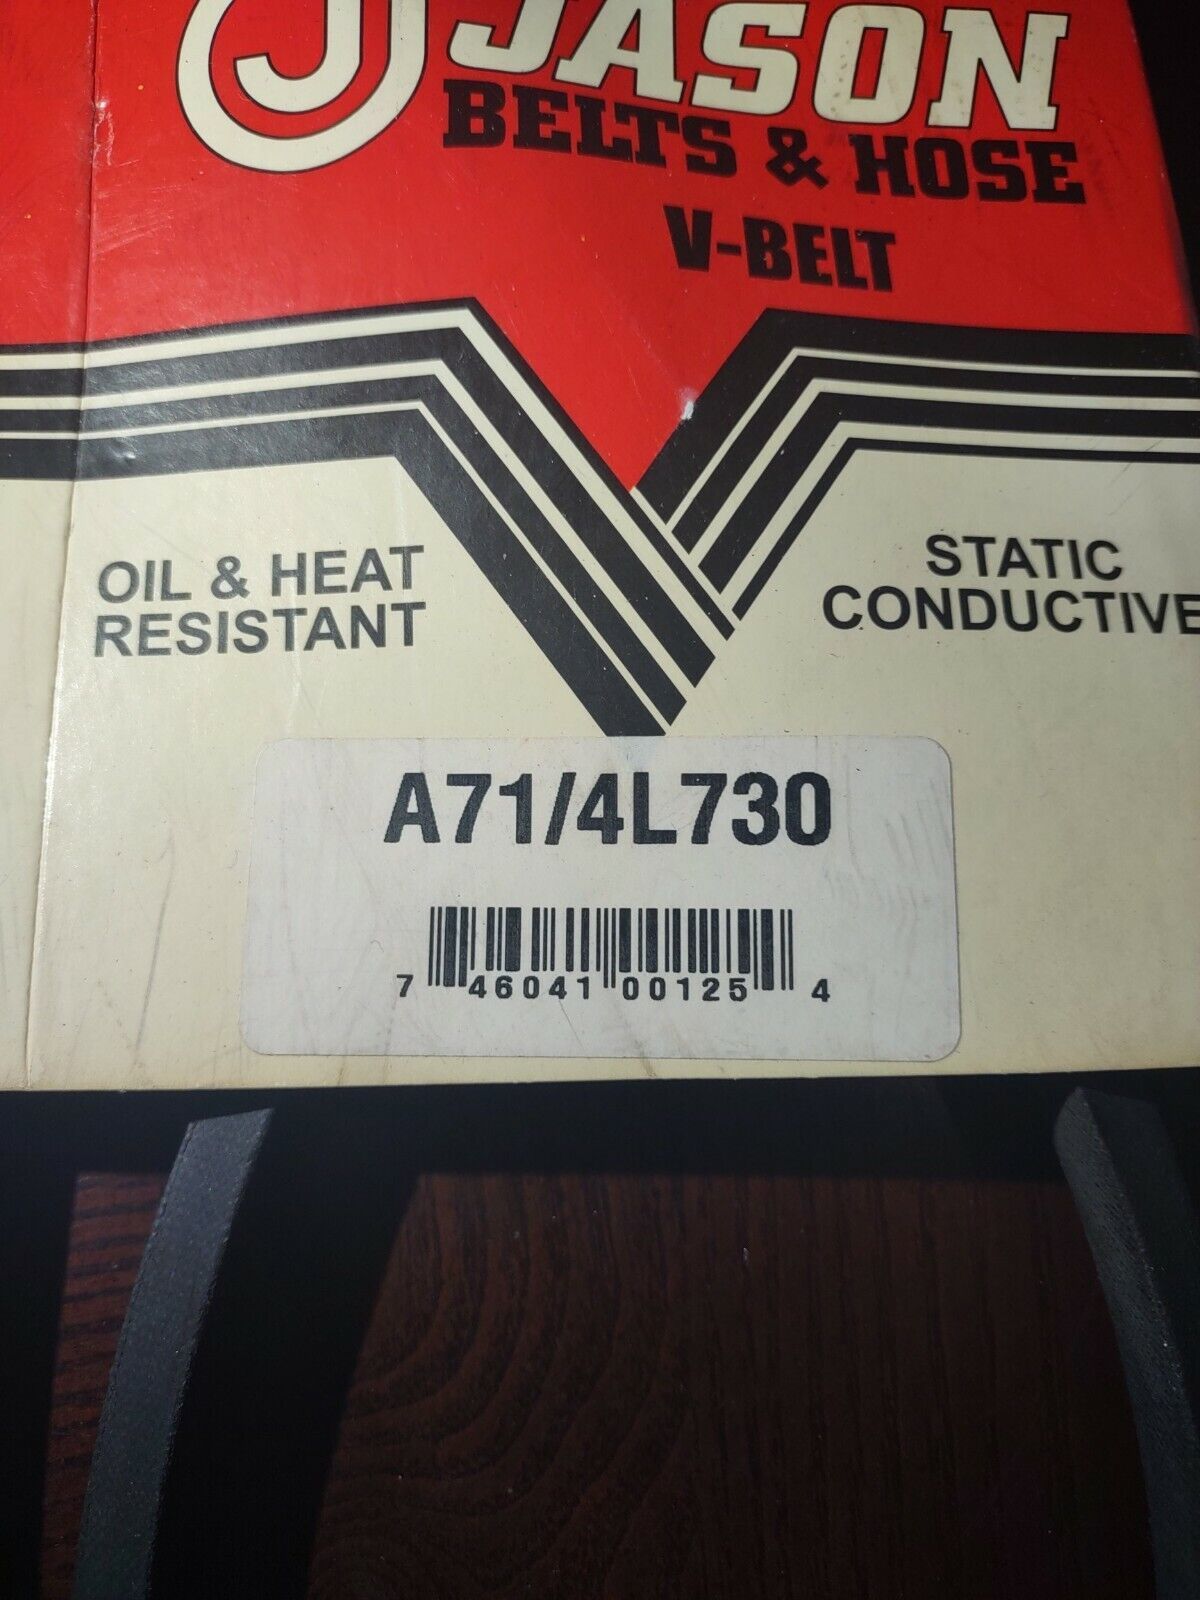 J JASON
BELTS & HOSE
V-BELT
OIL & HEAT
RESISTANT
STATIC
CONDUCTIVE
A71/4L730
7 46041 00125 4